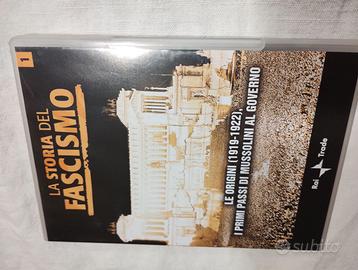 1
LA STORIA DEL
FASCISMO
LE ORIGINI (1919-1922):
I PRIMI PASSI DI MUSSOLINI AL GOVERNO
Rai Trade
subito